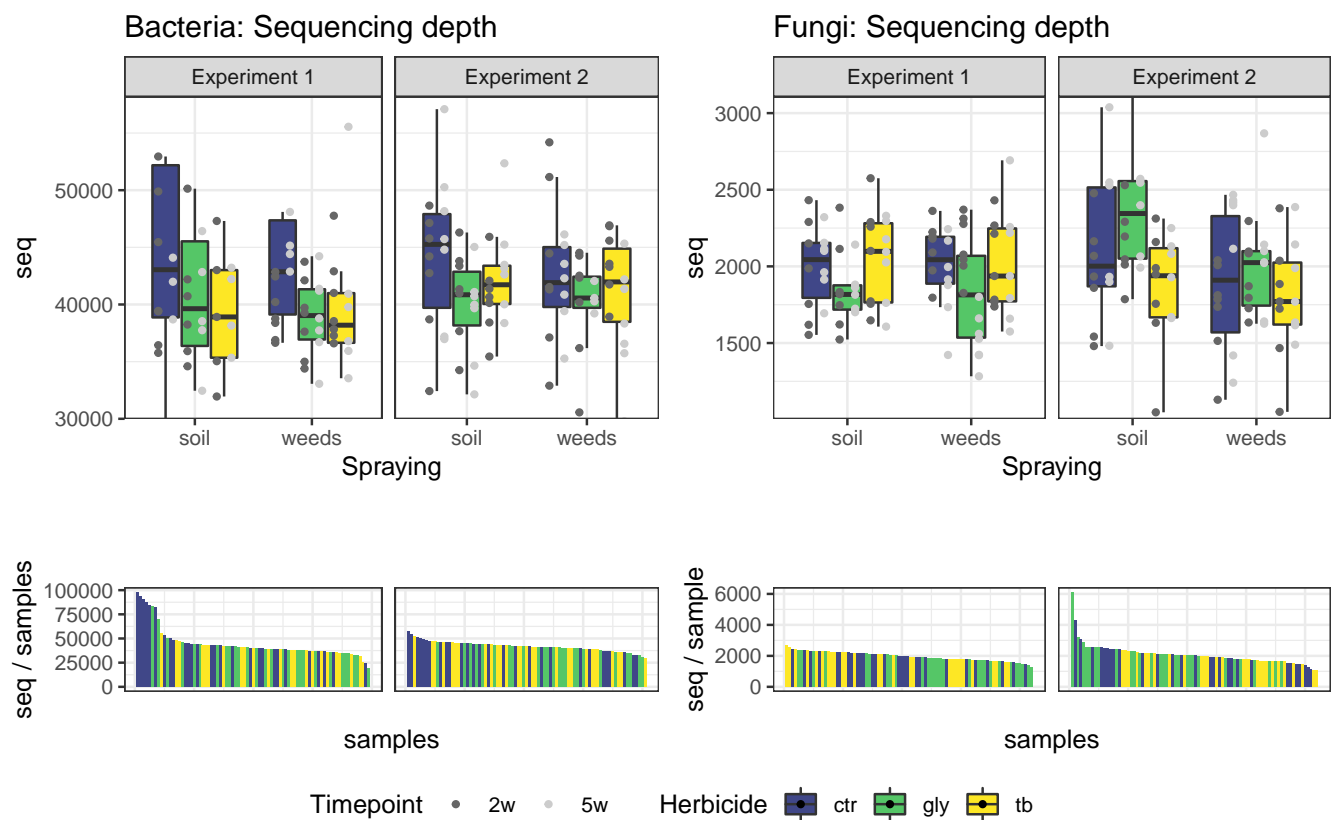 Bacteria: Sequencing depth
Fungi: Sequencing depth
Experiment 1
Experiment 2
Experiment 1
Experiment 2
seq
50000
40000
30000
seq
3000
2500
2000
1500
soil
weeds
soil
weeds
soil
weeds
soil
weeds
Spraying
Spraying
seq / samples
100000
75000
50000
25000
0
seq / sample
6000
4000
2000
0
samples
samples
Timepoint 2w 5w Herbicide ctr gly tb